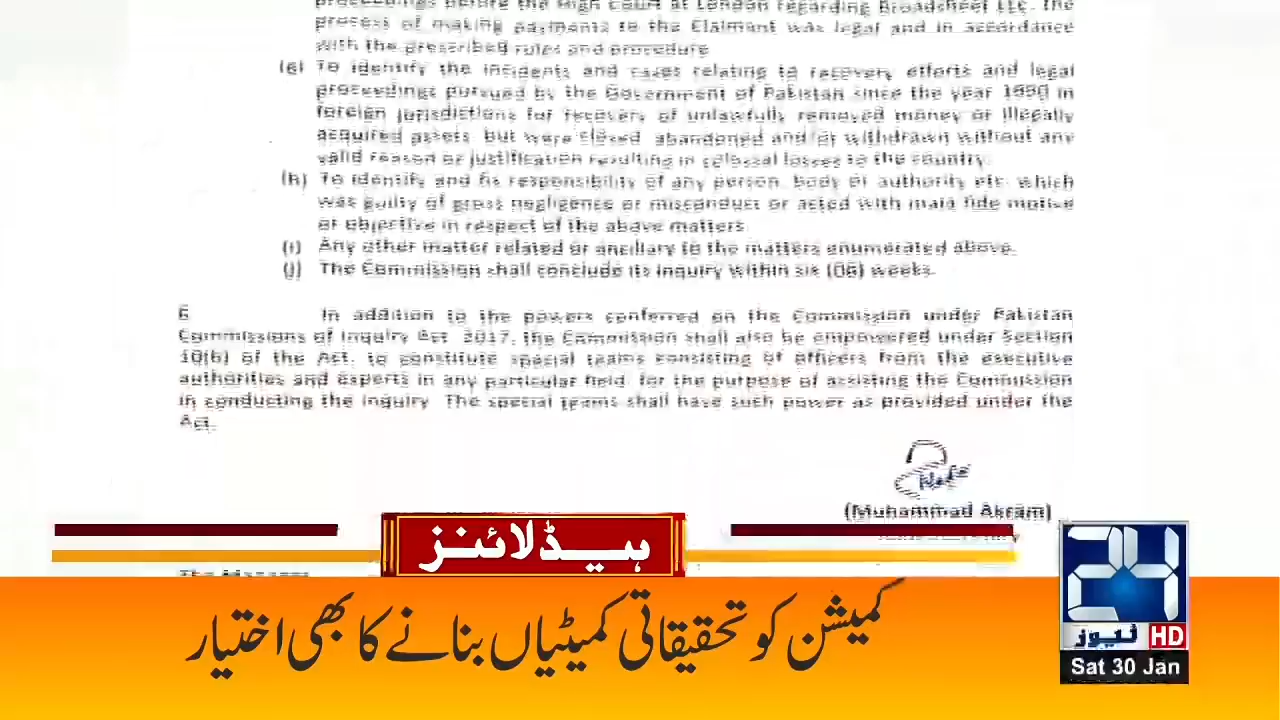 proceedings before the High Court at London regarding Broadsheet LLC. The
process of making payments to the Claimant was legal and in accordance
with the prescribed rules and procedure.
(g) To identify the incidents and cases relating to recovery efforts and legal
proceedings pursued by the Government of Pakistan since the year 1990 in
foreign jurisdictions for recovery of unlawfully removed money or illegally
acquired assets, but were closed, abandoned and/or withdrawn without any
valid reason or justification resulting in colossal losses to the country.
(h) To identify and fix responsibility of any person, body or authority etc. which
was guilty of gross negligence or misconduct or acted with mala fide motive
or objective in respect of the above matters.
(i) Any other matter related or ancillary to the matters enumerated above.
(j) The Commission shall conclude its inquiry within six (06) weeks.
6. In addition to the powers conferred on the Commission under Pakistan
Commissions of Inquiry Act, 2017, the Commission shall also be empowered under Section
10(b) of the Act, to constitute special teams consisting of officers from the executive
authorities and experts in any particular field, for the purpose of assisting the Commission
in conducting the inquiry. The special teams shall have such power as provided under the
Act.
(Muhammad Akram)
ہیڈلائنز
کمیشن کو تحقیقاتی کمیٹیاں بنانے کا بھی اختیار
24
نیوز HD
Sat 30 Jan